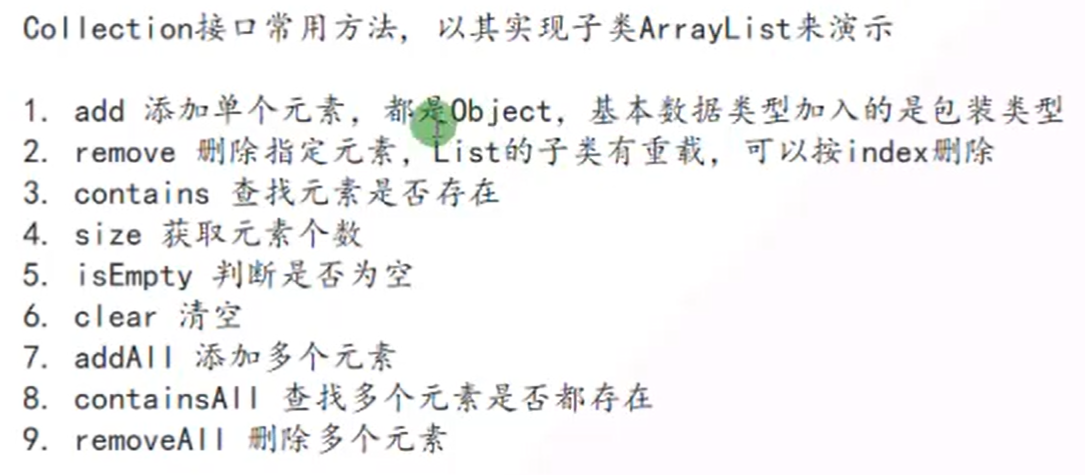 Collection接口常用方法，以其实现子类ArrayList来演示
1. add 添加单个元素，都是Object，基本数据类型加入的是包装类型
2. remove 删除指定元素，List的子类有重载，可以按index删除
3. contains 查找元素是否存在
4. size 获取元素个数
5. isEmpty 判断是否为空
6. clear 清空
7. addAll 添加多个元素
8. containsAll 查找多个元素是否都存在
9. removeAll 删除多个元素